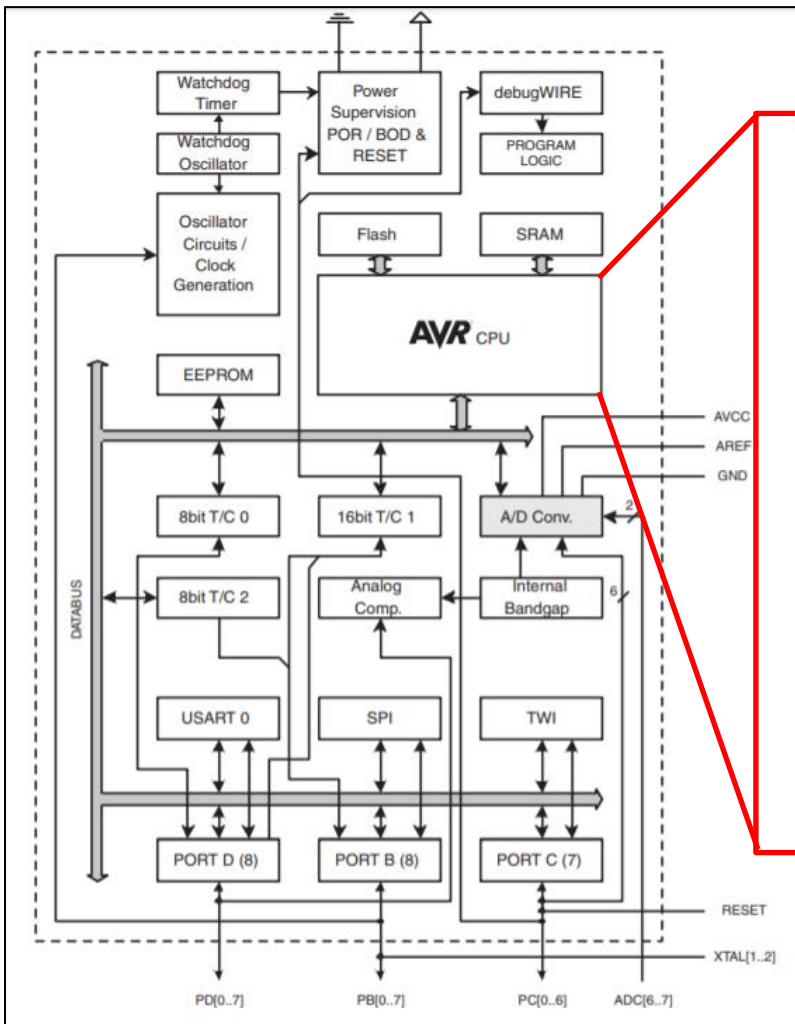 Watchdog
Timer
Power
Supervision
POR / BOD &
RESET
debugWIRE
Watchdog
Oscillator
PROGRAM
LOGIC
Oscillator
Circuits /
Clock
Generation
Flash
SRAM
AVR CPU
EEPROM
AVCC
AREF
GND
8bit T/C 0
16bit T/C 1
A/D Conv.
2
8bit T/C 2
Analog
Comp.
Internal
Bandgap
6
DATABUS
USART 0
SPI
TWI
PORT D (8)
PORT B (8)
PORT C (7)
RESET
XTAL[1..2]
PD[0..7]
PB[0..7]
PC[0..6]
ADC[6..7]